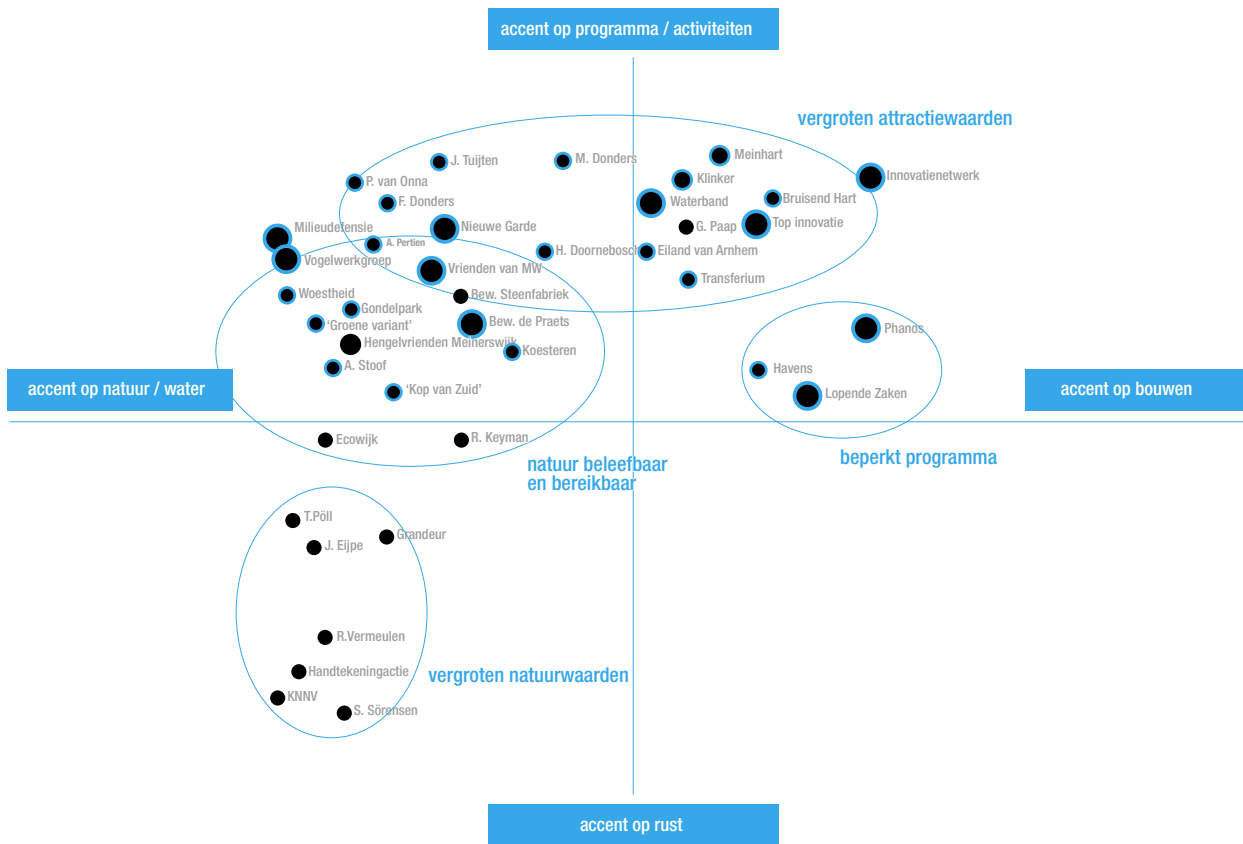 accent op programma / activiteiten
vergroten attractiewaarden
J. Tuijten
M. Donders
Meinhart
P. van Onna
Klinker
Innovatienetwerk
F. Donders
Waterband
Bruisend Hart
Milieudefensie
Nieuwe Garde
G. Paap
Top innovatie
A. Pertien
Vogelwerkgroep
H. Doornebosch
Eiland van Arnhem
Vrienden van MW
Transferium
Woestheid
Bew. Steenfabriek
Gondelpark
'Groene variant'
Bew. de Praets
Phanos
Hengelvrienden Meinerswijk
Koesteren
A. Stoof
Havens
accent op natuur / water
'Kop van Zuid'
Lopende Zaken
accent op bouwen
Ecowijk
R. Keyman
natuur beleefbaar
en bereikbaar
beperkt programma
T.Pöll
Grandeur
J. Eijpe
R.Vermeulen
Handtekeningactie
vergroten natuurwaarden
KNNV
S. Sörensen
accent op rust